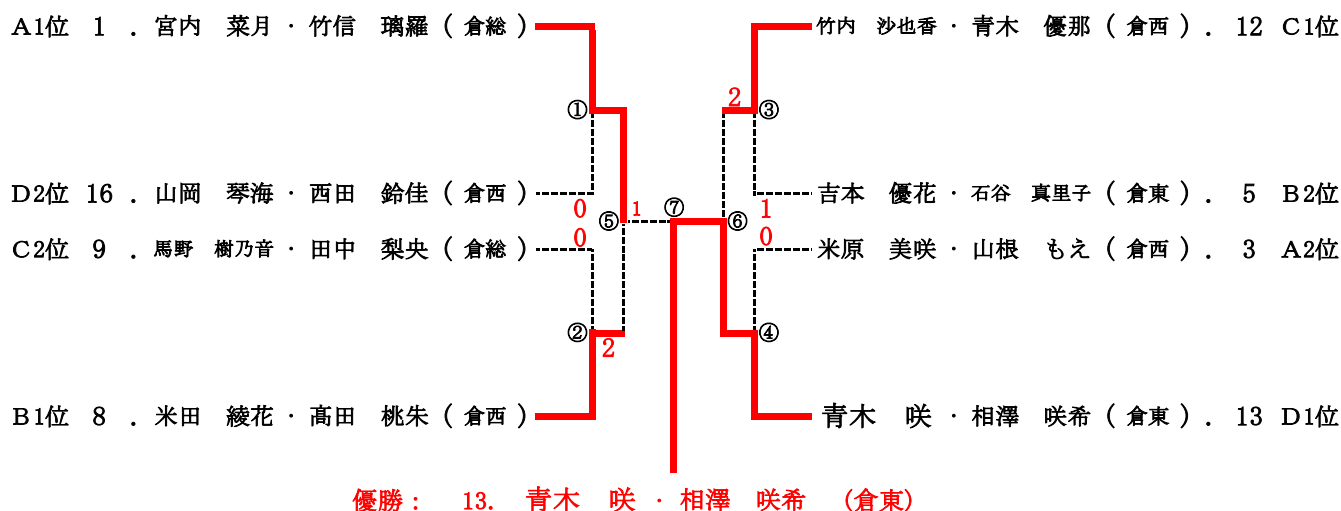 A1位 1 . 宮内 菜月 ・ 竹信 璃羅 ( 倉総 )
竹内 沙也香 ・ 青木 優那 ( 倉西 ) . 12 C1位
2
① ③
D2位 16 . 山岡 琴海 ・ 西田 鈴佳 ( 倉西 )
吉本 優花 ・ 石谷 真里子 ( 倉東 ) . 5 B2位
0 ⑤ 1 ⑦ ⑥ 1
0 0
C2位 9 . 馬野 樹乃音 ・ 田中 梨央 ( 倉総 )
米原 美咲 ・ 山根 もえ ( 倉西 ) . 3 A2位
② ④
2
B1位 8 . 米田 綾花 ・ 髙田 桃朱 ( 倉西 )
青木 咲 ・ 相澤 咲希 ( 倉東 ) . 13 D1位
優勝： 13. 青木 咲 ・ 相澤 咲希 (倉東)